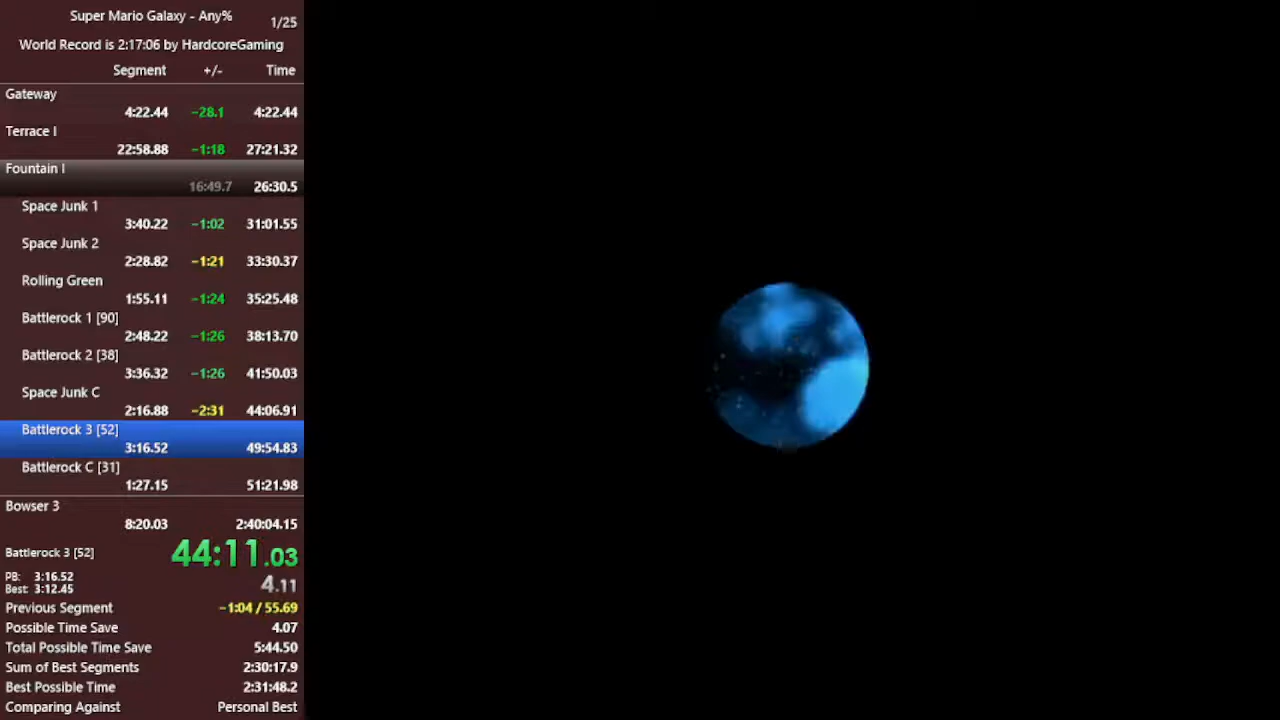 Super Mario Galaxy - Any%
1/25
World Record is 2:17:06 by HardcoreGaming
Segment +/- Time
Gateway
4:22.44 -28.1 4:22.44
Terrace I
22:58.88 -1:18 27:21.32
Fountain I
16:49.7 26:30.5
Space Junk 1
3:40.22 -1:02 31:01.55
Space Junk 2
2:28.82 -1:21 33:30.37
Rolling Green
1:55.11 -1:24 35:25.48
Battlerock 1 [90]
2:48.22 -1:26 38:13.70
Battlerock 2 [38]
3:36.32 -1:26 41:50.03
Space Junk C
2:16.88 -2:31 44:06.91
Battlerock 3 [52]
3:16.52 49:54.83
Battlerock C [31]
1:27.15 51:21.98
Bowser 3
8:20.03 2:40:04.15
Battlerock 3 [52] 44:11.03
PB: 3:16.52
Best: 3:12.45
4.11
Previous Segment -1:04 / 55.69
Possible Time Save 4.07
Total Possible Time Save 5:44.50
Sum of Best Segments 2:30:17.9
Best Possible Time 2:31:48.2
Comparing Against Personal Best